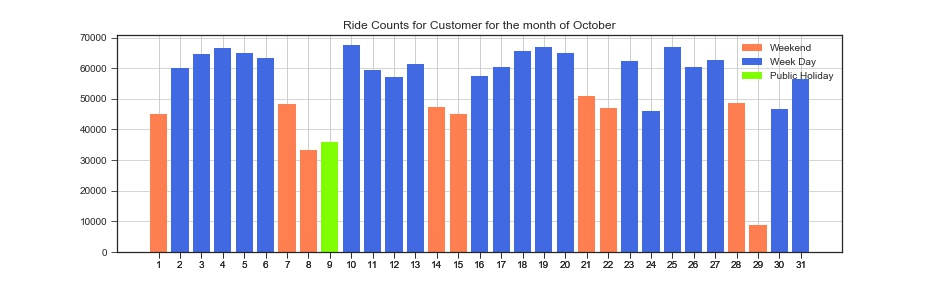 Ride Counts for Customer for the month of October
70000
60000
50000
40000
30000
20000
10000
0
Weekend
Week Day
Public Holiday
1 2 3 4 5 6 7 8 9 10 11 12 13 14 15 16 17 18 19 20 21 22 23 24 25 26 27 28 29 30 31